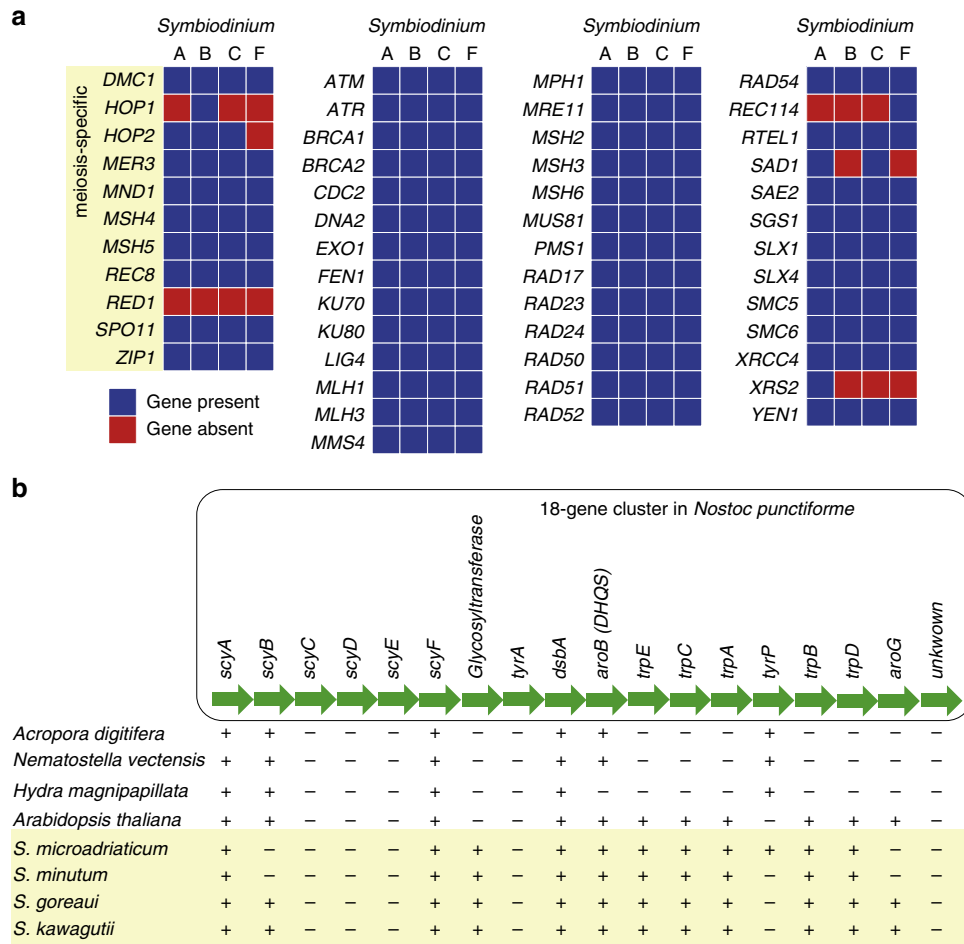 a
Symbiodinium Symbiodinium Symbiodinium Symbiodinium
A B C F A B C F A B C F A B C F
meiosis-specific
DMC1 ATM MPH1 RAD54
HOP1 ATR MRE11 REC114
HOP2 BRCA1 MSH2 RTEL1
MER3 BRCA2 MSH3 SAD1
MND1 CDC2 MSH6 SAE2
MSH4 DNA2 MUS81 SGS1
MSH5 EXO1 PMS1 SLX1
REC8 FEN1 RAD17 SLX4
RED1 KU70 RAD23 SMC5
SPO11 KU80 RAD24 SMC6
ZIP1 LIG4 RAD50 XRCC4
MLH1 RAD51 XRS2
MLH3 RAD52 YEN1
MMS4
Gene present
Gene absent
b
18-gene cluster in Nostoc punctiforme
scyA scyB scyC scyD scyE scyF Glycosyltransferase tyrA dsbA aroB (DHQS) trpE trpC trpA tyrP trpB trpD aroG unkwown
Acropora digitifera + + – – – + – – + + – – – + – – – –
Nematostella vectensis + + – – – + – – + + – – – + – – – –
Hydra magnipapillata + + – – – + – – + – – – – + – – – –
Arabidopsis thaliana + + – – – + – – + + + + + – + + + –
S. microadriaticum + – – – – + + – + + + + + + + + – –
S. minutum + – – – – + + – + + + + + – + + – –
S. goreaui + + – – – + + – + + + + + – + + + –
S. kawagutii + + – – – + + – + + + + + – + + + –